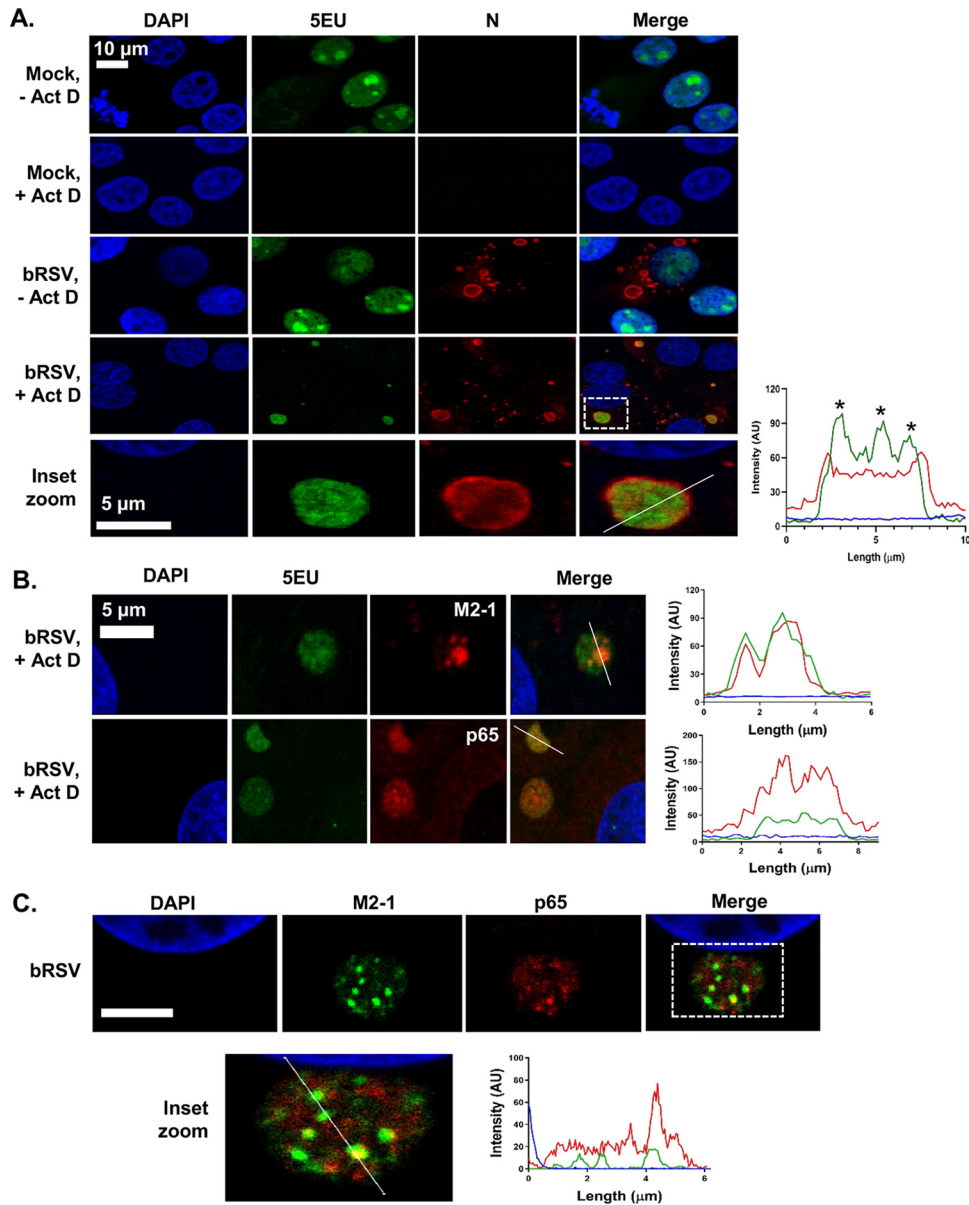 A.
DAPI 5EU N Merge
10 μm
Mock,
- Act D
Mock,
+ Act D
bRSV,
- Act D
bRSV,
+ Act D
Inset
zoom
5 μm
120
90
60
30
0
Intensity (AU)
* * *
0 5 10
Length (μm)
B.
DAPI 5EU Merge
5 μm
M2-1
bRSV,
+ Act D
120
90
60
30
0
Intensity (AU)
0 2 4 6
Length (μm)
p65
bRSV,
+ Act D
200
150
100
50
0
Intensity (AU)
0 2 4 6 8
Length (μm)
C.
DAPI M2-1 p65 Merge
bRSV
Inset
zoom
100
80
60
40
20
0
Intensity (AU)
0 2 4 6
Length (μm)